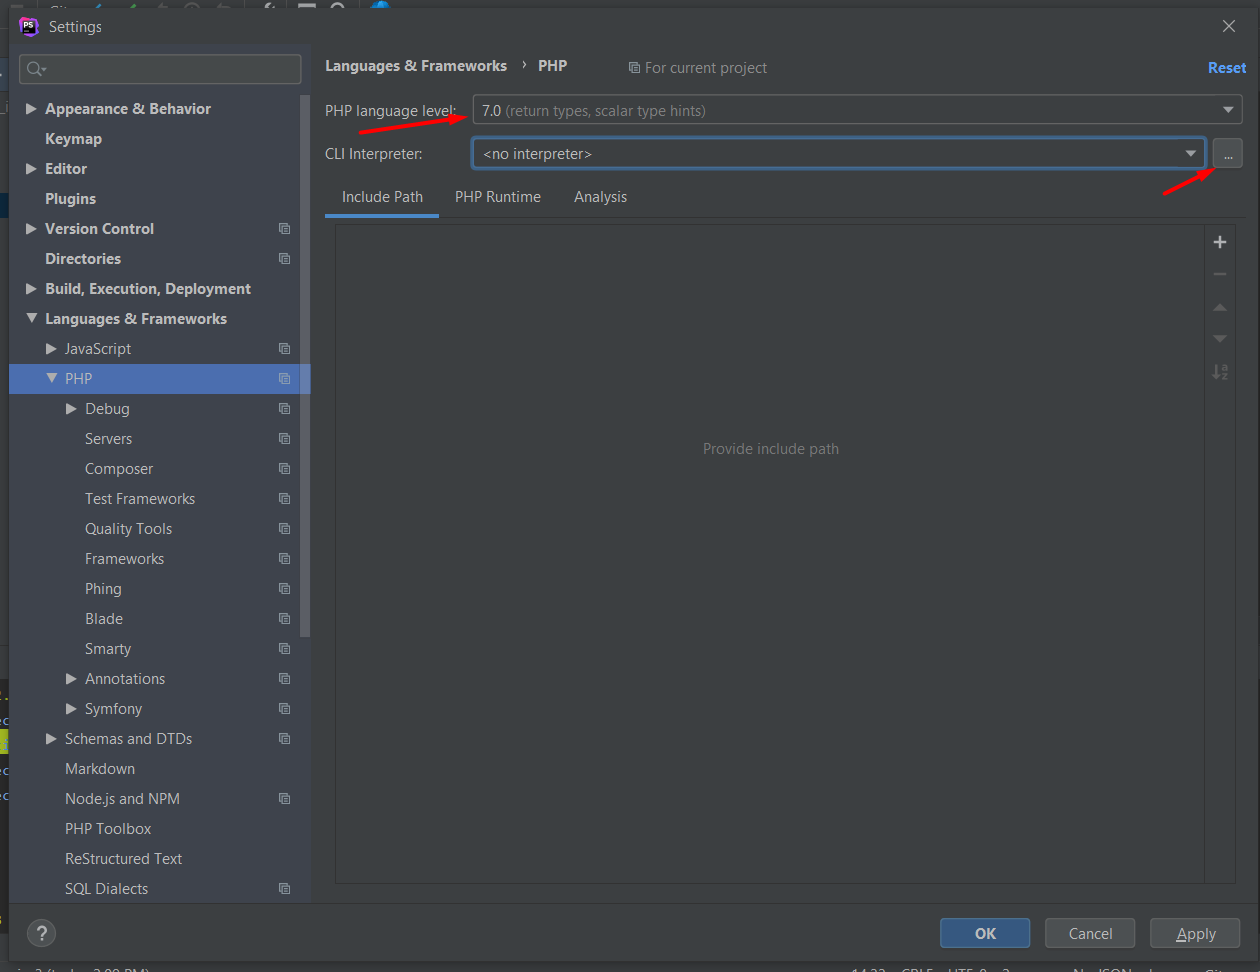 PS
Settings
Appearance & Behavior
Keymap
Editor
Plugins
Version Control
Directories
Build, Execution, Deployment
Languages & Frameworks
JavaScript
PHP
Debug
Servers
Composer
Test Frameworks
Quality Tools
Frameworks
Phing
Blade
Smarty
Annotations
Symfony
Schemas and DTDs
Markdown
Node.js and NPM
PHP Toolbox
ReStructured Text
SQL Dialects
Languages & Frameworks › PHP
For current project
Reset
PHP language level: 7.0 (return types, scalar type hints)
CLI Interpreter: <no interpreter> ...
Include Path PHP Runtime Analysis
Provide include path
? OK Cancel Apply